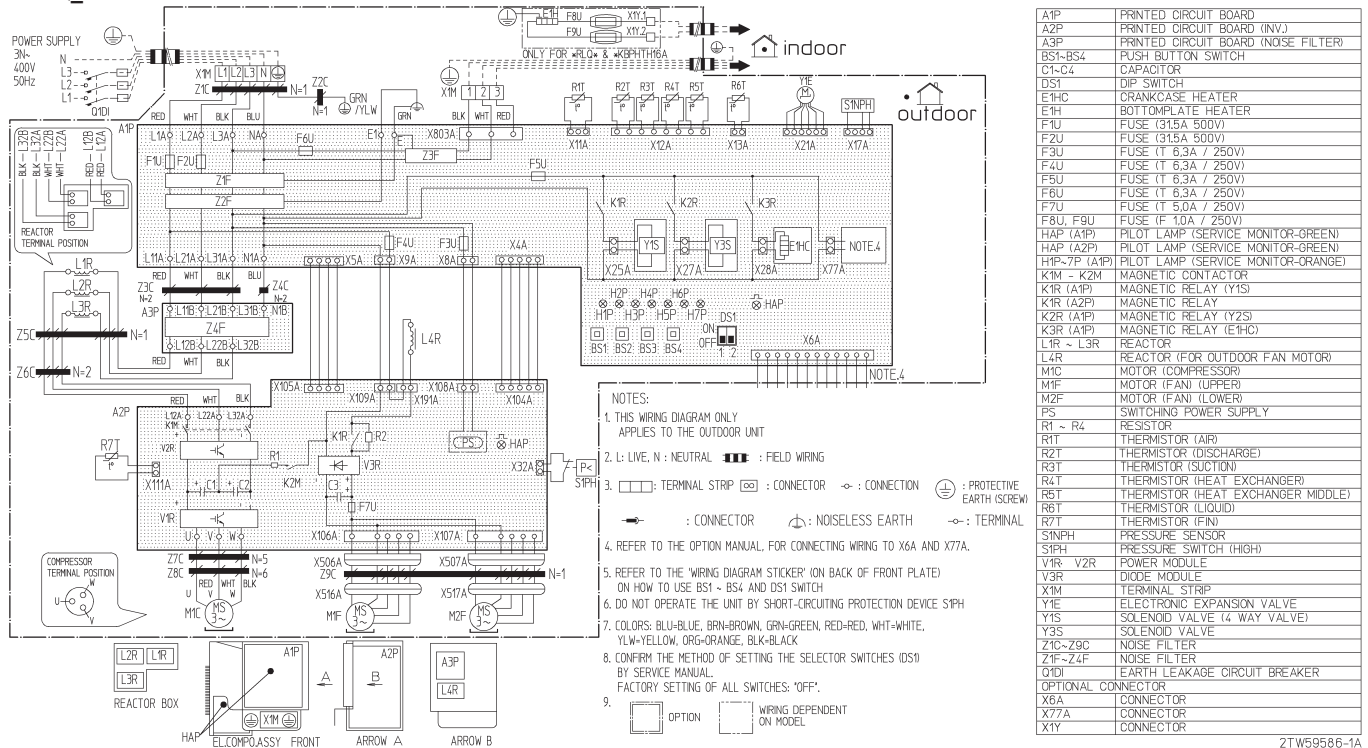 POWER SUPPLY
3N~
400V
50Hz
N
L3
L2
L1
Q1DI
X1M
L1 L2 L3 N
Z1C
N=1
Z2C
N=1
GRN
/YLW
RED WHT BLK BLU
GRN
E1H
F8U
F9U
X1Y.1
X1Y.2
ONLY FOR *RLQ* & *KBPHTH16A
indoor
outdoor
X1M
1 2 3
BLK WHT RED
A1P
L1A L2A L3A NA
E1
E
X803A
F6U
Z3F
F1U F2U
Z1F
Z2F
F5U
R1T
R2T R3T R4T R5T
R6T
t°
Y1E
M
S1NPH
X11A
X12A
X13A
X21A
X17A
K1R
K2R
K3R
Y1S
Y3S
E1HC
NOTE.4
X25A
X27A
X28A
X77A
BLK — L32B
BLK — L32A
WHT — L22B
WHT — L22A
RED — L12B
RED — L12A
REACTOR
TERMINAL POSITION
L1R
L2R
L3R
F4U
F3U
L11A L21A L31A N1A
X5A
X9A
X8A
X4A
RED WHT BLK BLU
Z3C
N=2
Z4C
N=2
A3P
L11B L21B L31B N1B
Z4F
L12B L22B L32B
RED WHT BLK
Z5C
N=1
Z6C
N=2
L4R
H2P H4P H6P
H1P H3P H5P H7P
HAP
DS1
ON
OFF
1 2
BS1 BS2 BS3 BS4
X6A
NOTE.4
X105A
X109A
X191A
X108A
X104A
RED WHT BLK
A2P
L12A L22A L32A
K1M
V2R
R7T
t°
X111A
R1
K2M
K1R
R2
V3R
PS
HAP
X32A
P<
S1PH
C1
C2
C3
F7U
V1R
U V W
X106A
X107A
Z7C
N=5
Z8C
N=6
RED WHT BLK
U V W
M1C
MS
3~
X506A
X507A
Z9C
N=1
X516A
X517A
M1F
MS
3~
M2F
MS
3~
COMPRESSOR
TERMINAL POSITION
W
U
V
L2R L1R
L3R
REACTOR BOX
A1P
X1M
HAP
EL.COMPO.ASSY FRONT
A
A2P
B
ARROW A
A3P
L4R
ARROW B
NOTES:
1. THIS WIRING DIAGRAM ONLY
APPLIES TO THE OUTDOOR UNIT
2. L: LIVE, N : NEUTRAL : FIELD WIRING
3. : TERMINAL STRIP : CONNECTOR : CONNECTION : PROTECTIVE
EARTH (SCREW)
: CONNECTOR : NOISELESS EARTH : TERMINAL
4. REFER TO THE OPTION MANUAL, FOR CONNECTING WIRING TO X6A AND X77A.
5. REFER TO THE 'WIRING DIAGRAM STICKER' (ON BACK OF FRONT PLATE)
ON HOW TO USE BS1 ~ BS4 AND DS1 SWITCH
6. DO NOT OPERATE THE UNIT BY SHORT-CIRCUITING PROTECTION DEVICE S1PH
7. COLORS: BLU=BLUE, BRN=BROWN, GRN=GREEN, RED=RED, WHT=WHITE,
YLW=YELLOW, ORG=ORANGE, BLK=BLACK
8. CONFIRM THE METHOD OF SETTING THE SELECTOR SWITCHES (DS1)
BY SERVICE MANUAL.
FACTORY SETTING OF ALL SWITCHES: "OFF".
9. OPTION WIRING DEPENDENT
ON MODEL
A1P PRINTED CIRCUIT BOARD
A2P PRINTED CIRCUIT BOARD (INV.)
A3P PRINTED CIRCUIT BOARD (NOISE FILTER)
BS1~BS4 PUSH BUTTON SWITCH
C1~C4 CAPACITOR
DS1 DIP SWITCH
E1HC CRANKCASE HEATER
E1H BOTTOMPLATE HEATER
F1U FUSE (31.5A 500V)
F2U FUSE (31.5A 500V)
F3U FUSE (T 6,3A / 250V)
F4U FUSE (T 6,3A / 250V)
F5U FUSE (T 6,3A / 250V)
F6U FUSE (T 6,3A / 250V)
F7U FUSE (T 5,0A / 250V)
F8U, F9U FUSE (F 1,0A / 250V)
HAP (A1P) PILOT LAMP (SERVICE MONITOR-GREEN)
HAP (A2P) PILOT LAMP (SERVICE MONITOR-GREEN)
H1P~7P (A1P) PILOT LAMP (SERVICE MONITOR-ORANGE)
K1M - K2M MAGNETIC CONTACTOR
K1R (A1P) MAGNETIC RELAY (Y1S)
K1R (A2P) MAGNETIC RELAY
K2R (A1P) MAGNETIC RELAY (Y2S)
K3R (A1P) MAGNETIC RELAY (E1HC)
L1R ~ L3R REACTOR
L4R REACTOR (FOR OUTDOOR FAN MOTOR)
M1C MOTOR (COMPRESSOR)
M1F MOTOR (FAN) (UPPER)
M2F MOTOR (FAN) (LOWER)
PS SWITCHING POWER SUPPLY
R1 ~ R4 RESISTOR
R1T THERMISTOR (AIR)
R2T THERMISTOR (DISCHARGE)
R3T THERMISTOR (SUCTION)
R4T THERMISTOR (HEAT EXCHANGER)
R5T THERMISTOR (HEAT EXCHANGER MIDDLE)
R6T THERMISTOR (LIQUID)
R7T THERMISTOR (FIN)
S1NPH PRESSURE SENSOR
S1PH PRESSURE SWITCH (HIGH)
V1R- V2R POWER MODULE
V3R DIODE MODULE
X1M TERMINAL STRIP
Y1E ELECTRONIC EXPANSION VALVE
Y1S SOLENOID VALVE (4 WAY VALVE)
Y3S SOLENOID VALVE
Z1C~Z9C NOISE FILTER
Z1F~Z4F NOISE FILTER
Q1DI EARTH LEAKAGE CIRCUIT BREAKER
OPTIONAL CONNECTOR
X6A CONNECTOR
X77A CONNECTOR
X1Y CONNECTOR
2TW59586-1A